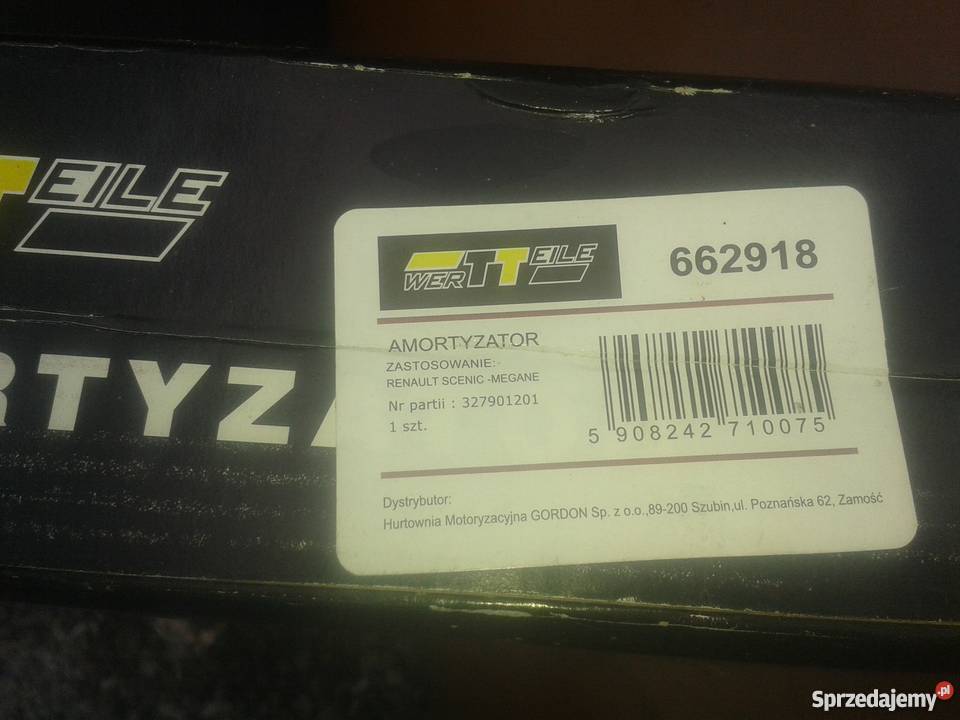 TEILE
WERTTEILE
662918
AMORTYZATOR
ZASTOSOWANIE:
RENAULT SCENIC -MEGANE
Nr partii : 327901201
1 szt.
5 908242 710075
RTYZA
Dystrybutor:
Hurtownia Motoryzacyjna GORDON Sp. z o.o.,89-200 Szubin,ul. Poznańska 62, Zamość
Sprzedajemy.pl